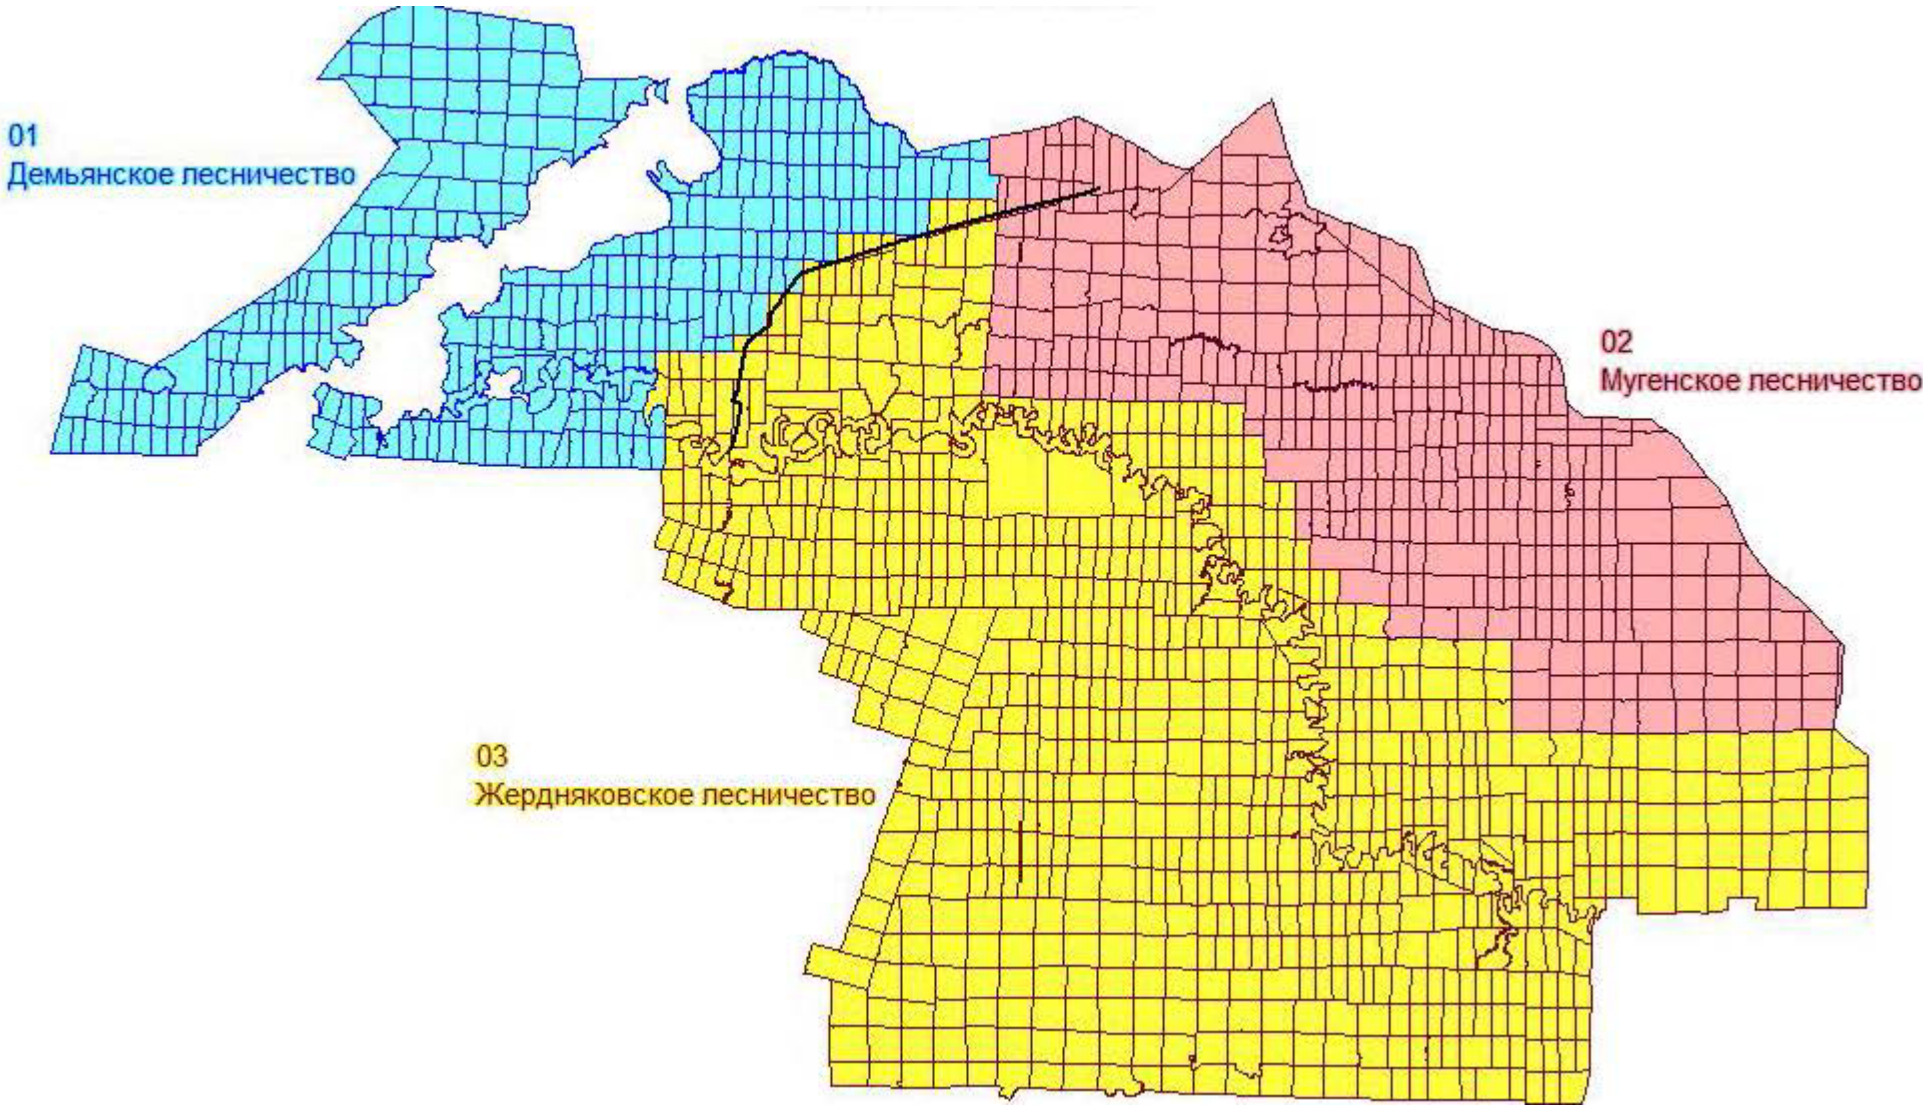 01
Демьянское лесничество
02
Мугенское лесничество
03
Жердняковское лесничество